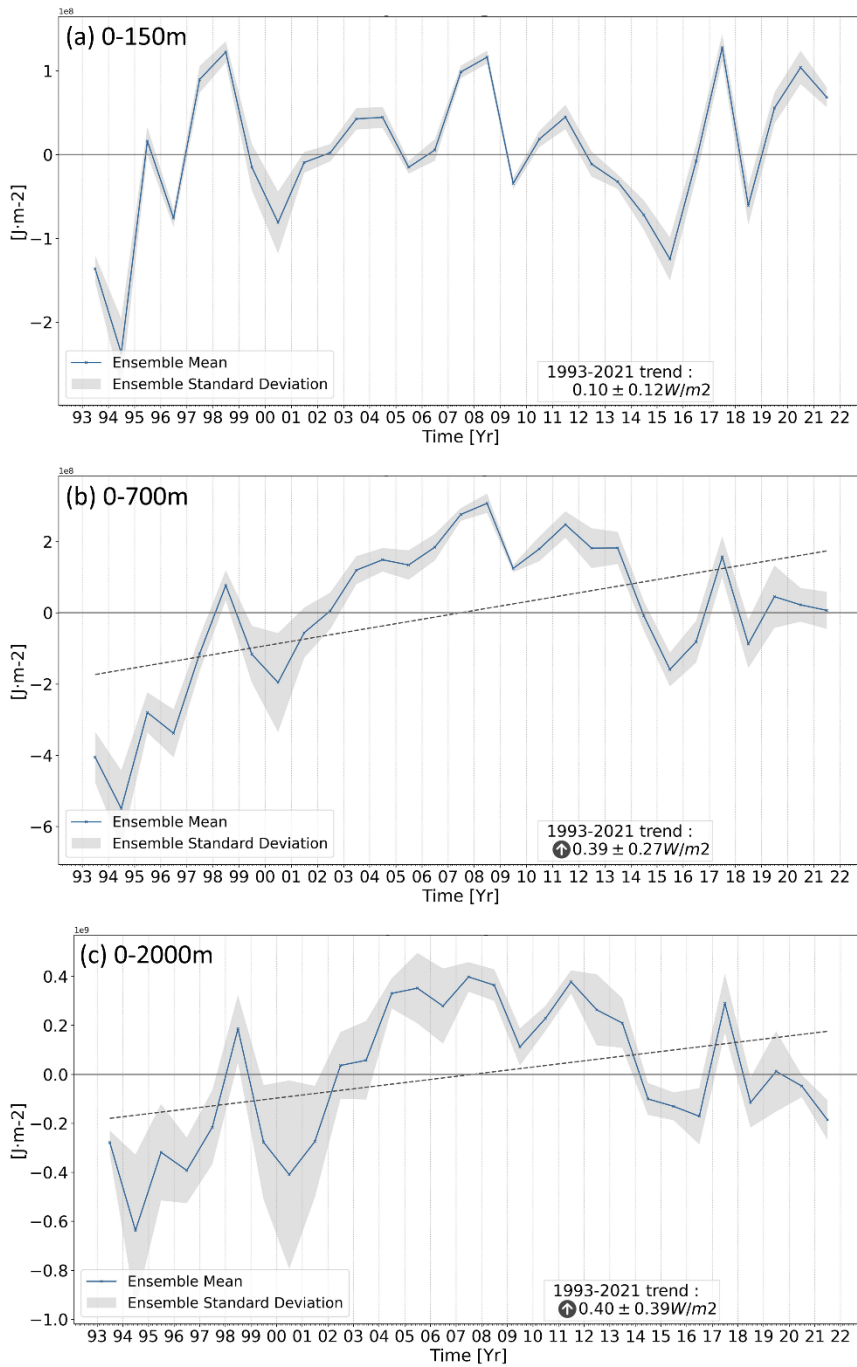 1e8
(a) 0-150m
1
0
−1
−2
[J·m-2]
Ensemble Mean
Ensemble Standard Deviation
1993-2021 trend :
0.10 ± 0.12W/m2
93 94 95 96 97 98 99 00 01 02 03 04 05 06 07 08 09 10 11 12 13 14 15 16 17 18 19 20 21 22
Time [Yr]
1e8
(b) 0-700m
2
0
−2
−4
−6
[J·m-2]
Ensemble Mean
Ensemble Standard Deviation
1993-2021 trend :
↑ 0.39 ± 0.27W/m2
93 94 95 96 97 98 99 00 01 02 03 04 05 06 07 08 09 10 11 12 13 14 15 16 17 18 19 20 21 22
Time [Yr]
1e9
(c) 0-2000m
0.4
0.2
0.0
−0.2
−0.4
−0.6
−0.8
−1.0
[J·m-2]
Ensemble Mean
Ensemble Standard Deviation
1993-2021 trend :
↑ 0.40 ± 0.39W/m2
93 94 95 96 97 98 99 00 01 02 03 04 05 06 07 08 09 10 11 12 13 14 15 16 17 18 19 20 21 22
Time [Yr]